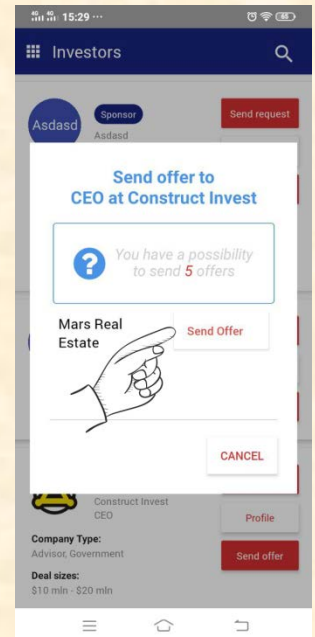 4G 4G 15:29 ···
Investors
Asdasd
Sponsor
Asdasd
Send request
Send offer to
CEO at Construct Invest
?
You have a possibility
to send 5 offers
Mars Real
Estate
Send Offer
CANCEL
Construct Invest
CEO
Profile
Company Type:
Advisor, Government
Send offer
Deal sizes:
$10 mln - $20 mln